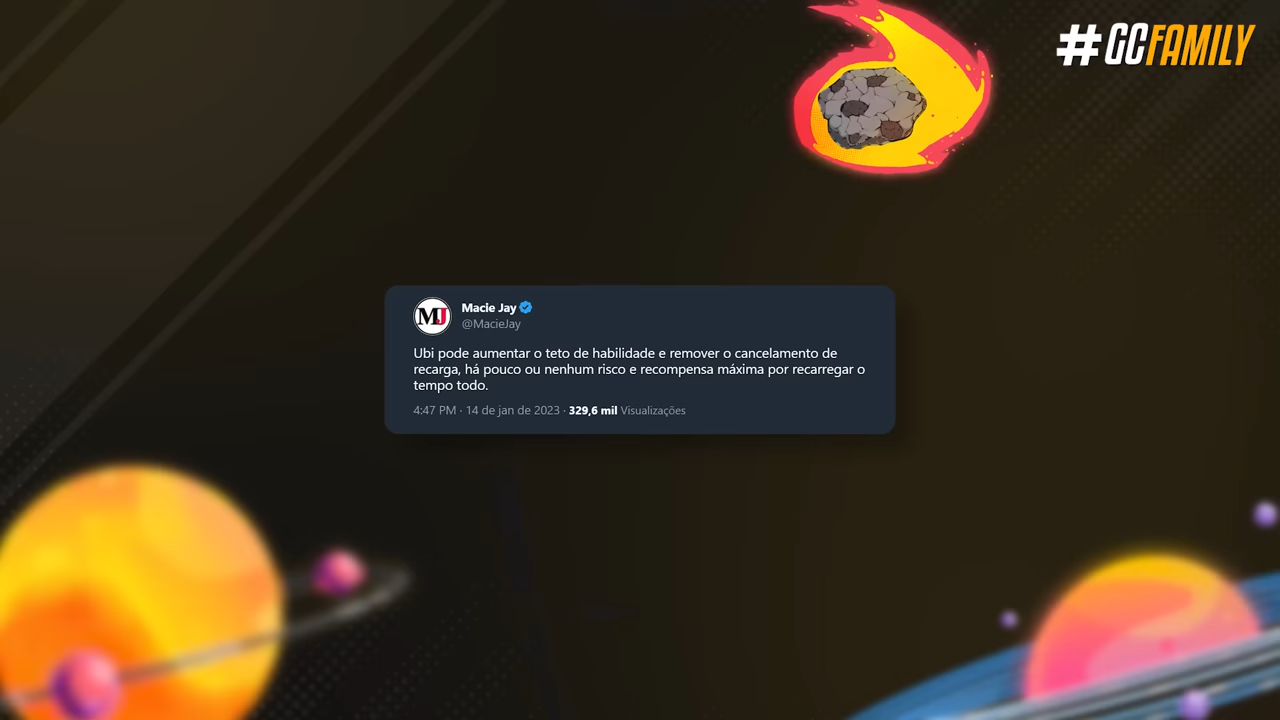 #GCFAMILY
MJ
Macie Jay
@MacieJay
Ubi pode aumentar o teto de habilidade e remover o cancelamento de
recarga, há pouco ou nenhum risco e recompensa máxima por recarregar o
tempo todo.
4:47 PM · 14 de jan de 2023 · 329,6 mil Visualizações